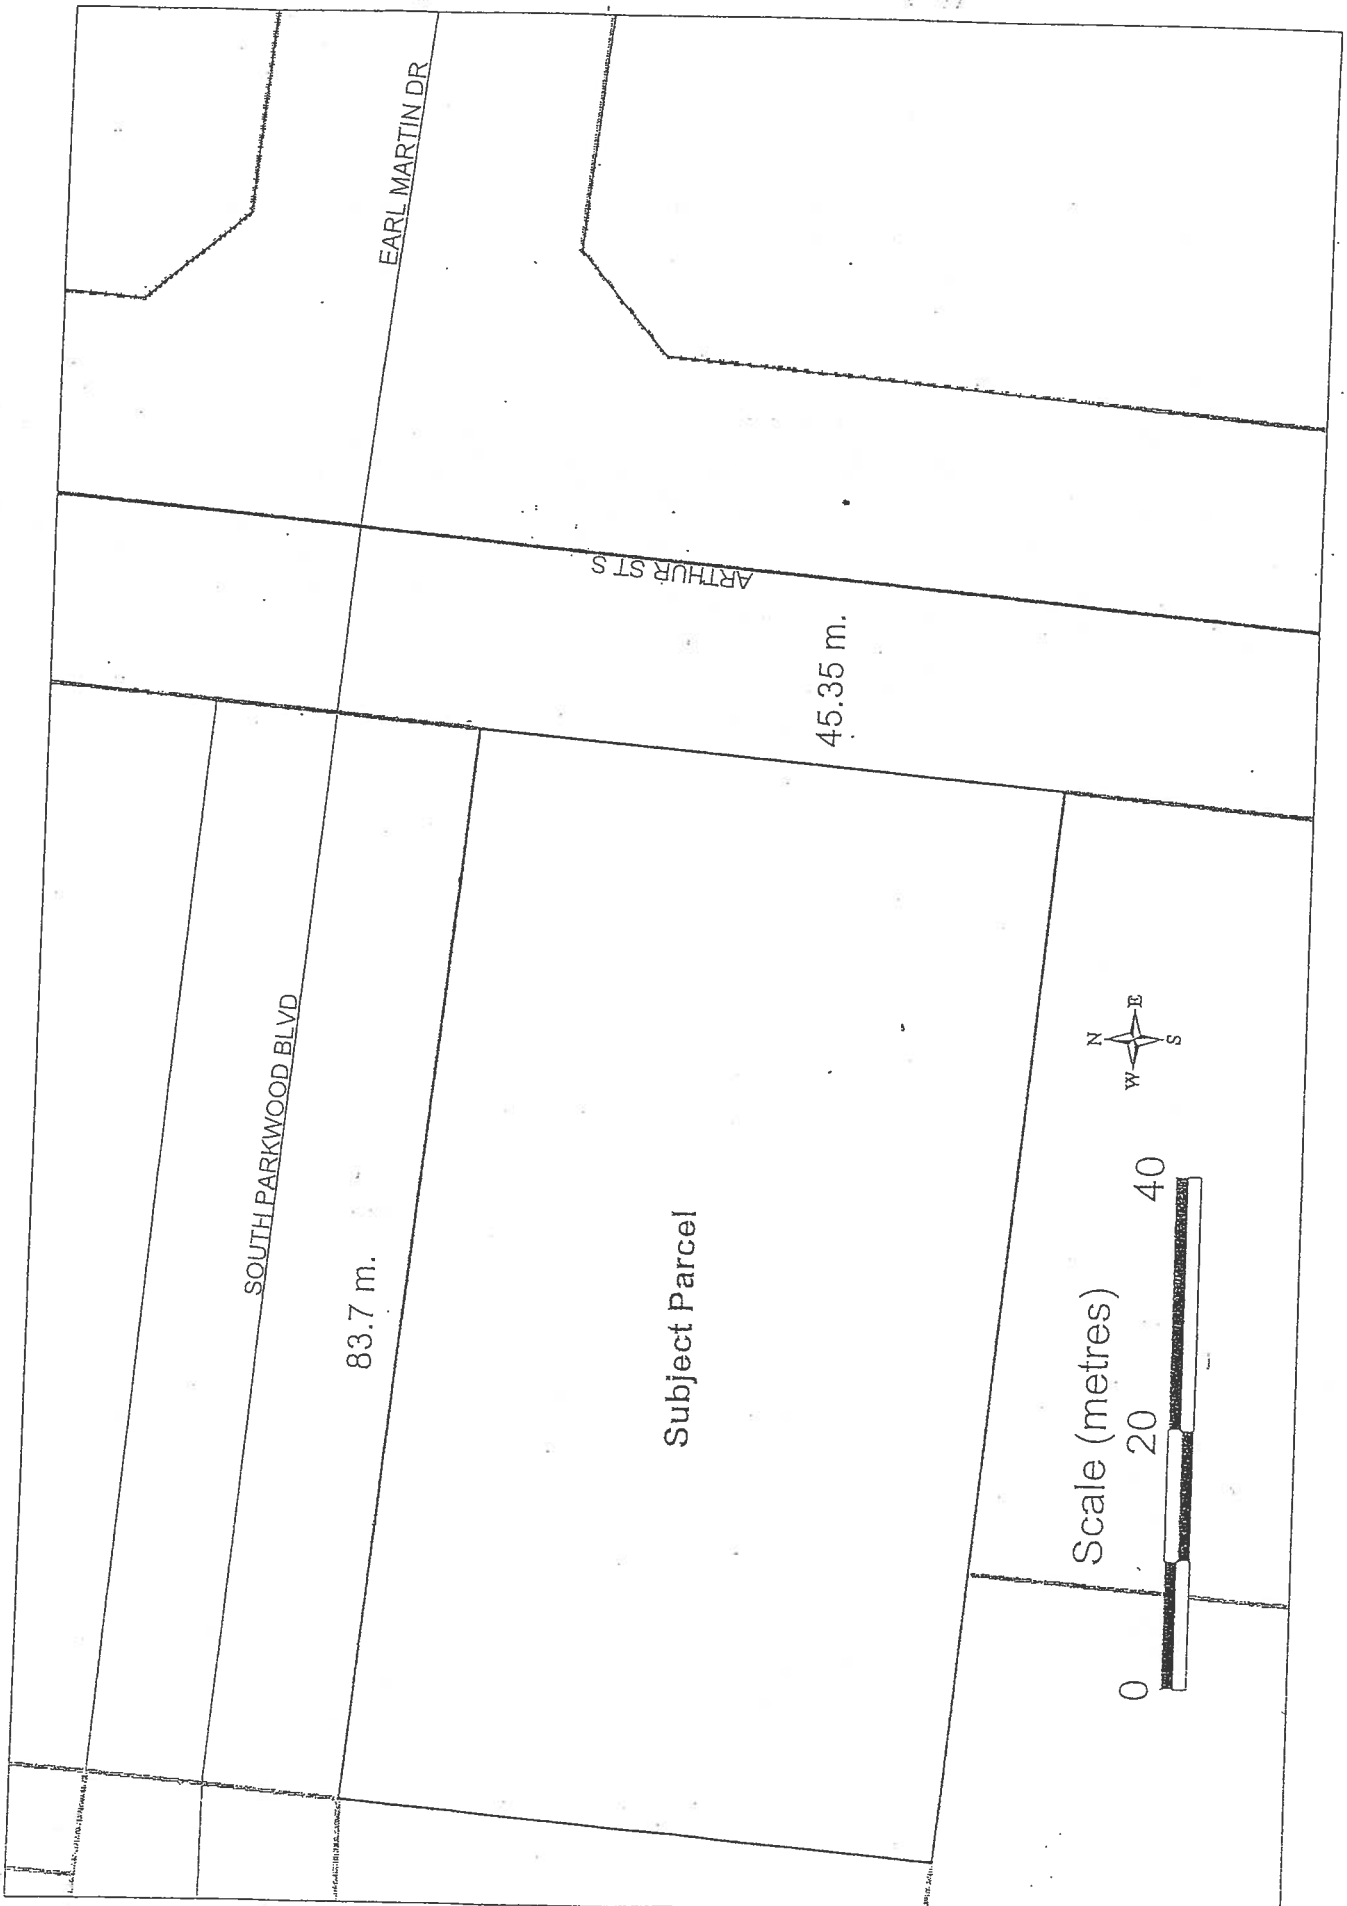 EARL MARTIN DR
ARTHUR ST S
45.35 m.
SOUTH PARKWOOD BLVD
83.7 m.
Subject Parcel
N
W E
S
Scale (metres)
0 20 40